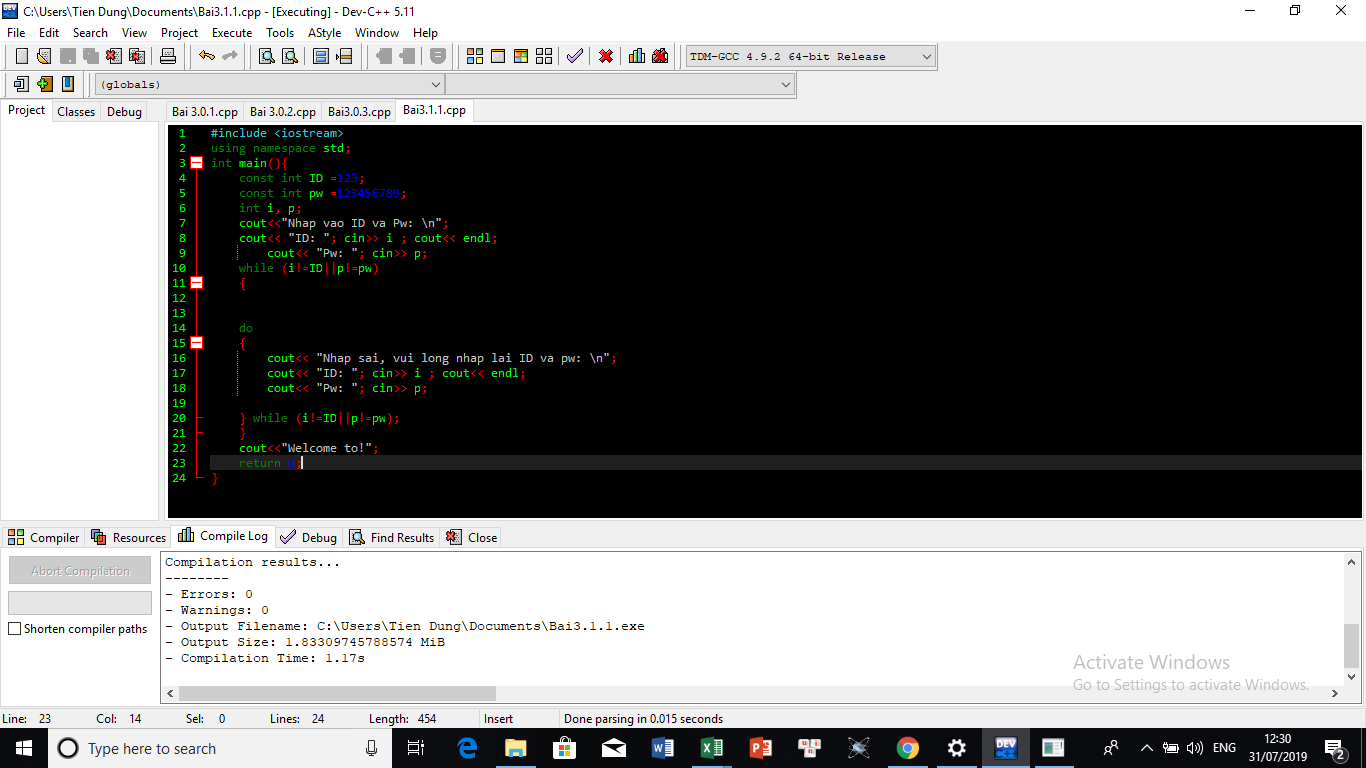 C:\Users\Tien Dung\Documents\Bai3.1.1.cpp - [Executing] - Dev-C++ 5.11
File Edit Search View Project Execute Tools AStyle Window Help
TDM-GCC 4.9.2 64-bit Release
(globals)
Project Classes Debug Bai 3.0.1.cpp Bai 3.0.2.cpp Bai3.0.3.cpp Bai3.1.1.cpp
1 #include <iostream>
2 using namespace std;
3 int main(){
4 const int ID =123;
5 const int pw =123456789;
6 int i, p;
7 cout<<"Nhap vao ID va Pw: \n";
8 cout<< "ID: "; cin>> i ; cout<< endl;
9 cout<< "Pw: "; cin>> p;
10 while (i!=ID||p!=pw)
11 {
12
13
14 do
15 {
16 cout<< "Nhap sai, vui long nhap lai ID va pw: \n";
17 cout<< "ID: "; cin>> i ; cout<< endl;
18 cout<< "Pw: "; cin>> p;
19
20 } while (i!=ID||p!=pw);
21 }
22 cout<<"Welcome to!";
23 return 0;
24 }
Compiler Resources Compile Log Debug Find Results Close
Abort Compilation
Shorten compiler paths
Compilation results...
--------
- Errors: 0
- Warnings: 0
- Output Filename: C:\Users\Tien Dung\Documents\Bai3.1.1.exe
- Output Size: 1.83309745788574 MiB
- Compilation Time: 1.17s
Activate Windows
Go to Settings to activate Windows.
Line: 23 Col: 14 Sel: 0 Lines: 24 Length: 454 Insert Done parsing in 0.015 seconds
Type here to search
ENG
12:30
31/07/2019
2